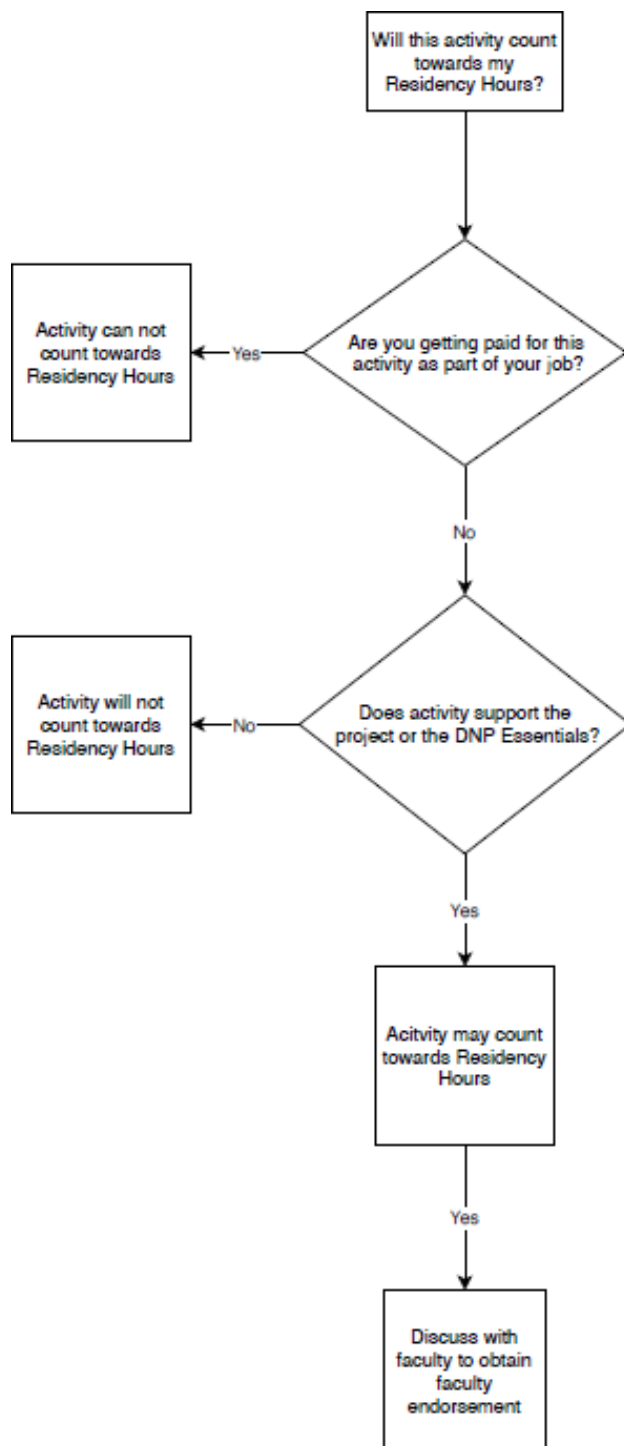 Will this activity count
towards my
Residency Hours?
Activity can not
count towards
Residency Hours
Yes
Are you getting paid for this
activity as part of your job?
No
Activity will not
count towards
Residency Hours
No
Does activity support the
project or the DNP Essentials?
Yes
Acitvity may count
towards Residency
Hours
Yes
Discuss with
faculty to obtain
faculty
endorsement